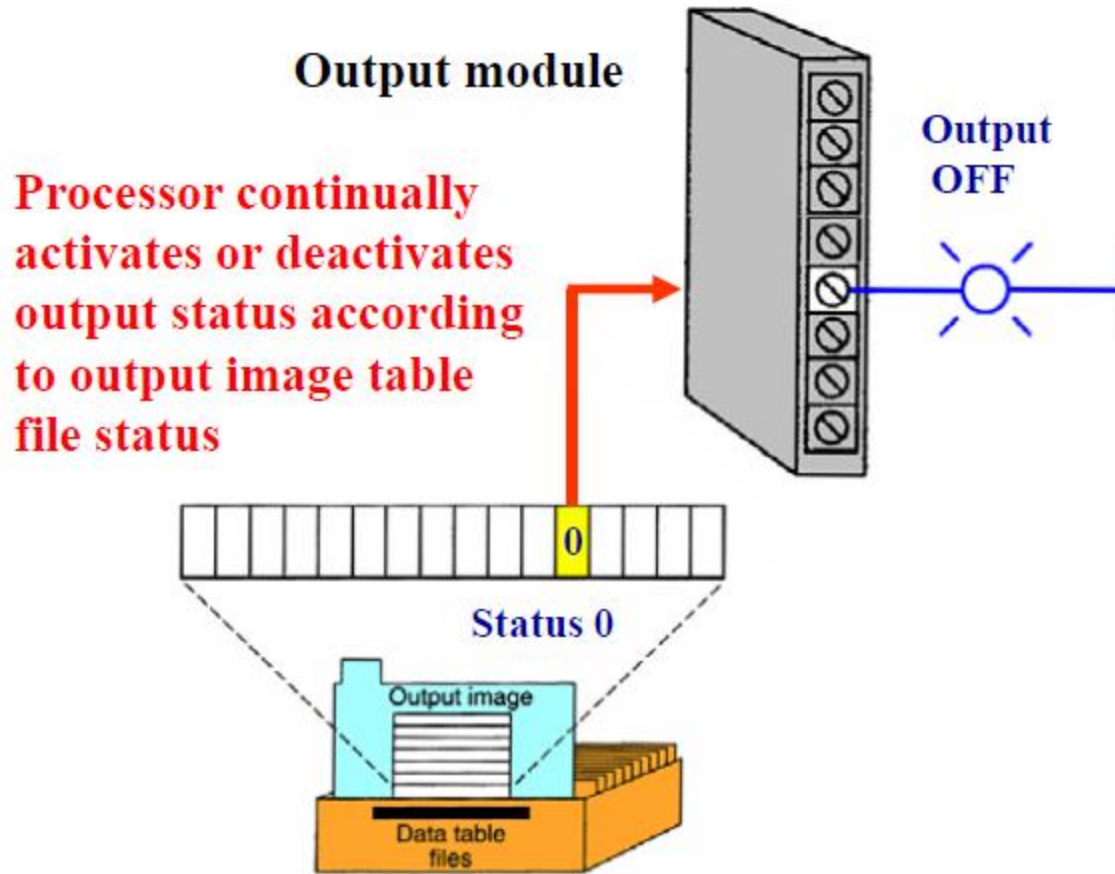 Output module
Output
OFF
Processor continually
activates or deactivates
output status according
to output image table
file status
0
Status 0
Output image
Data table
files